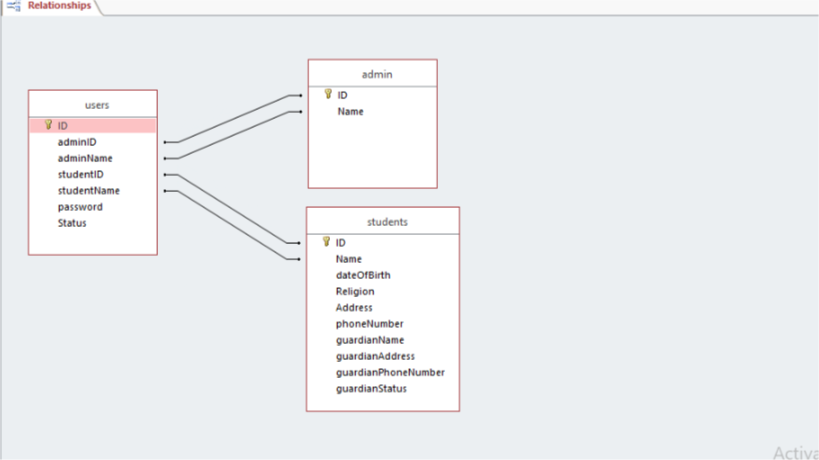 Relationships
users
ID
adminID
adminName
studentID
studentName
password
Status
admin
ID
Name
students
ID
Name
dateOfBirth
Religion
Address
phoneNumber
guardianName
guardianAddress
guardianPhoneNumber
guardianStatus
Activa